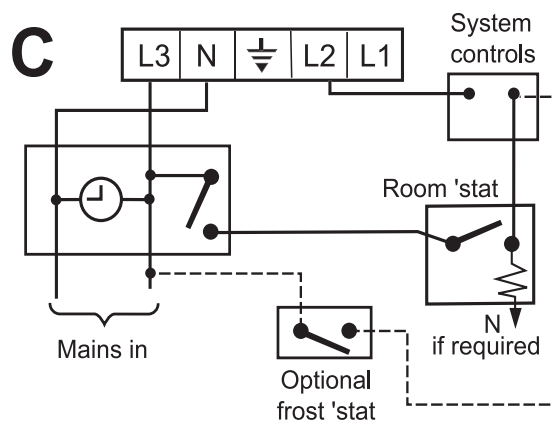 C
L3 N L2 L1
System
controls
Room 'stat
N
if required
Mains in
Optional
frost 'stat